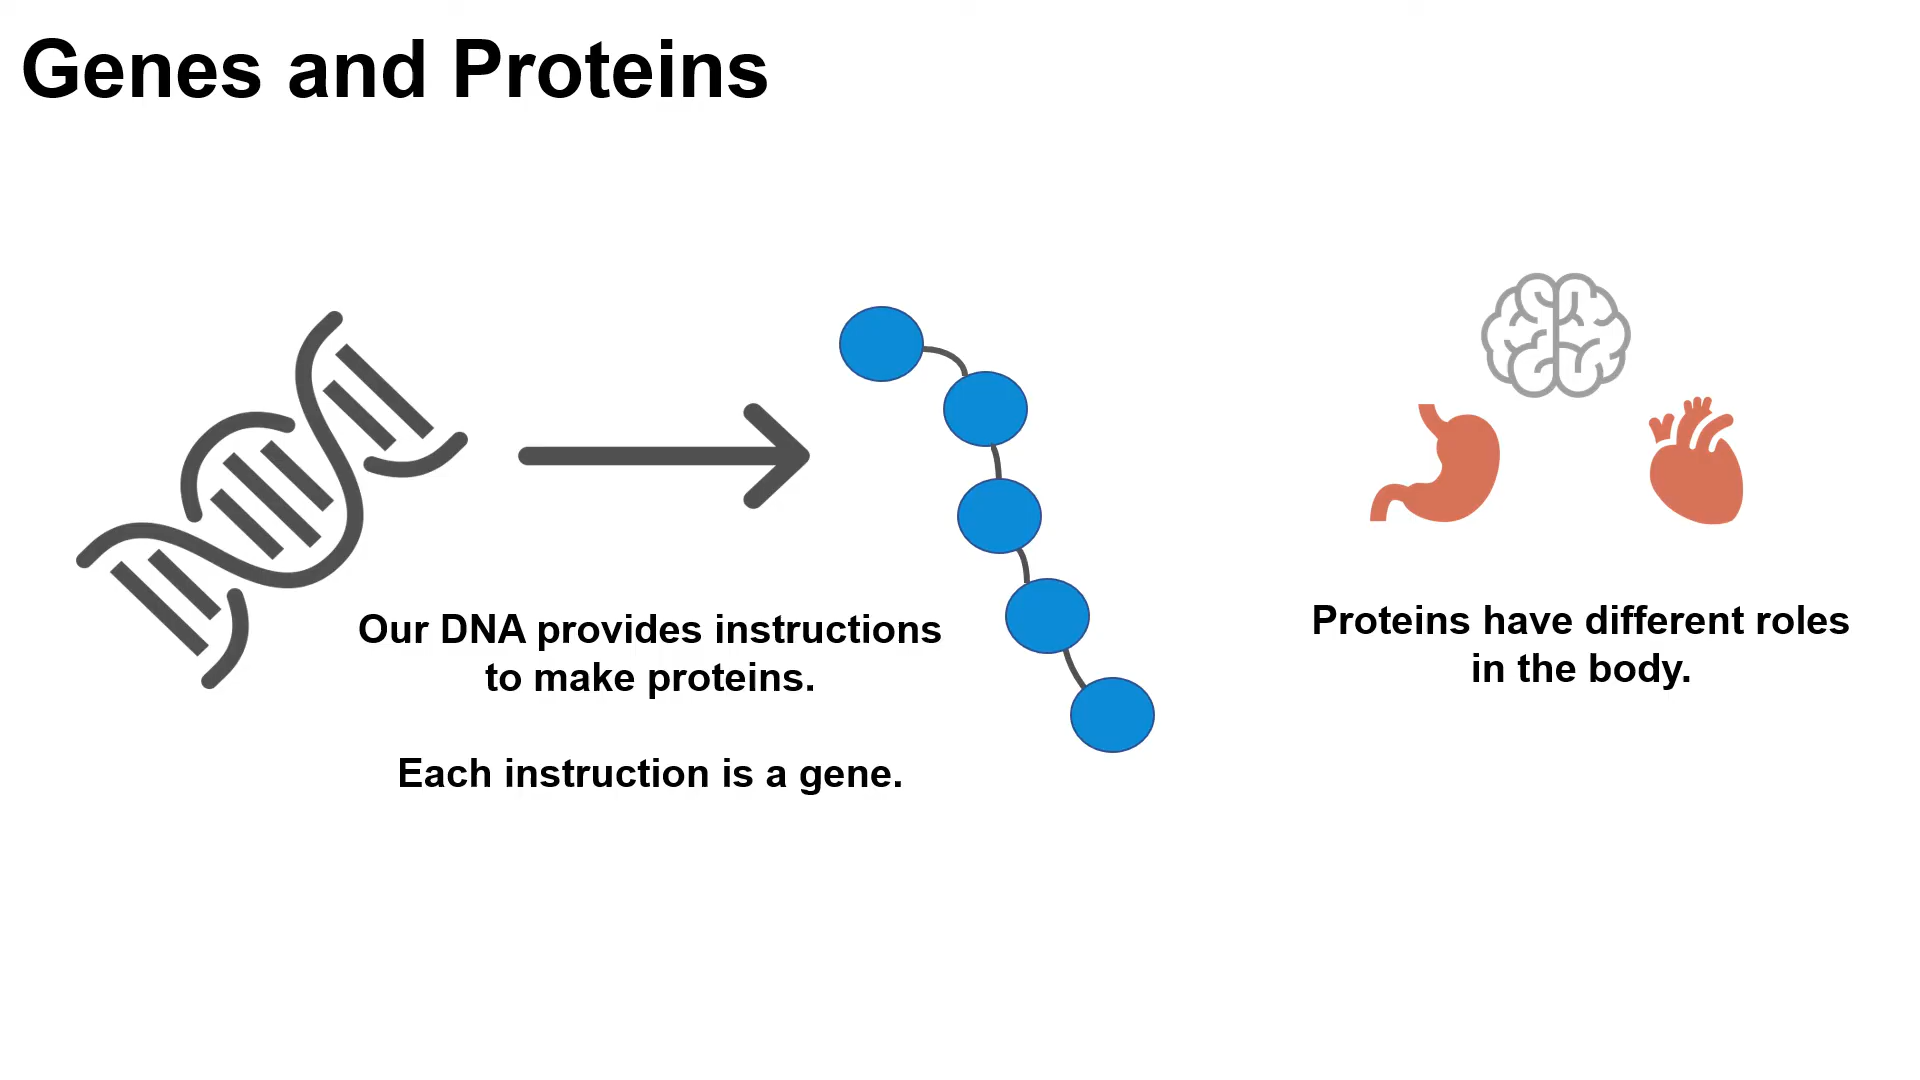 Genes and Proteins
Our DNA provides instructions
to make proteins.
Each instruction is a gene.
Proteins have different roles
in the body.